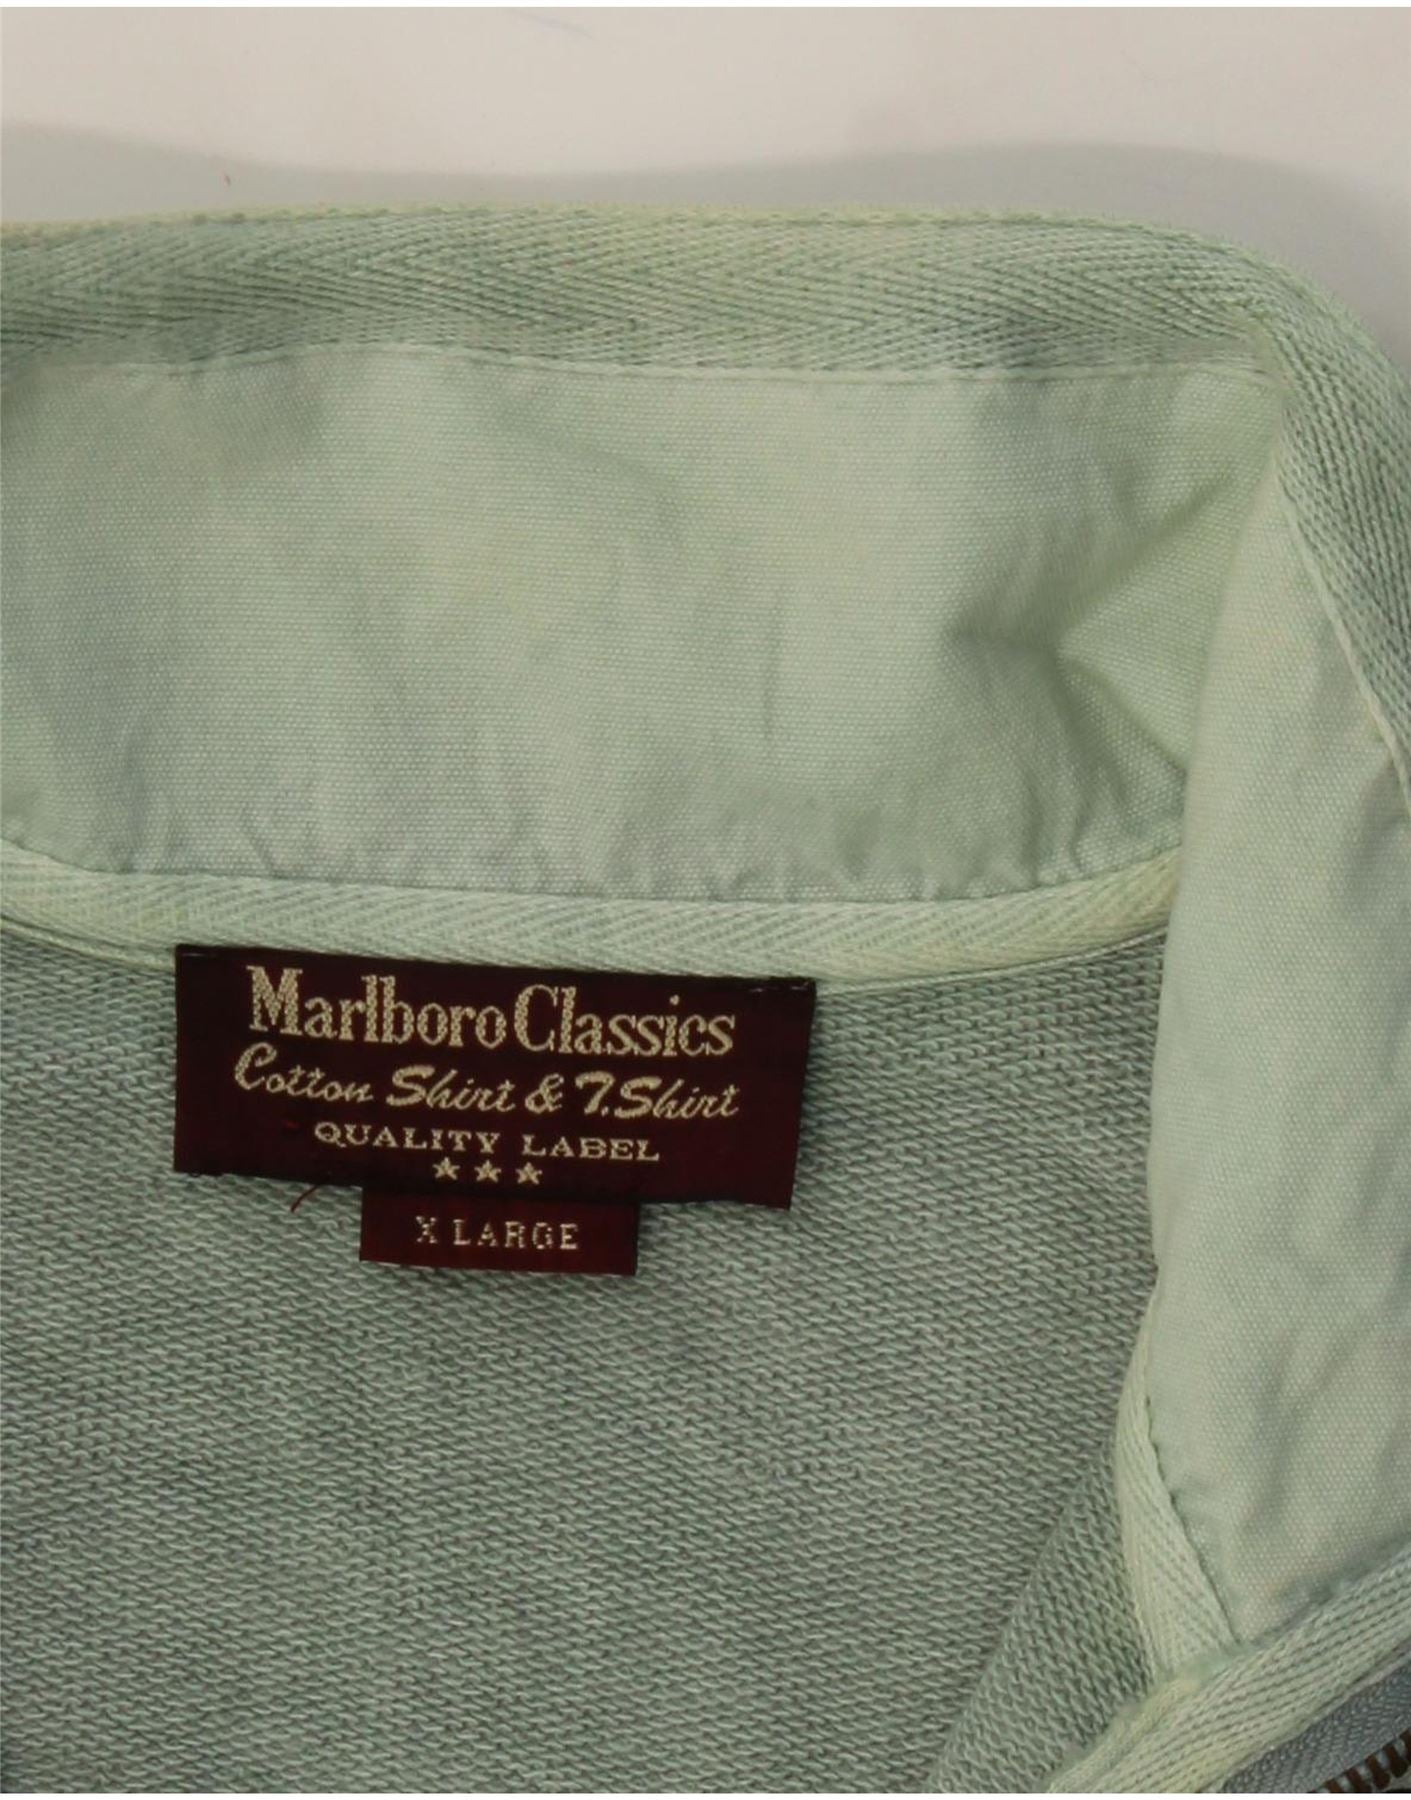 Marlboro Classics
Cotton Shirt & T.Shirt
QUALITY LABEL
X LARGE